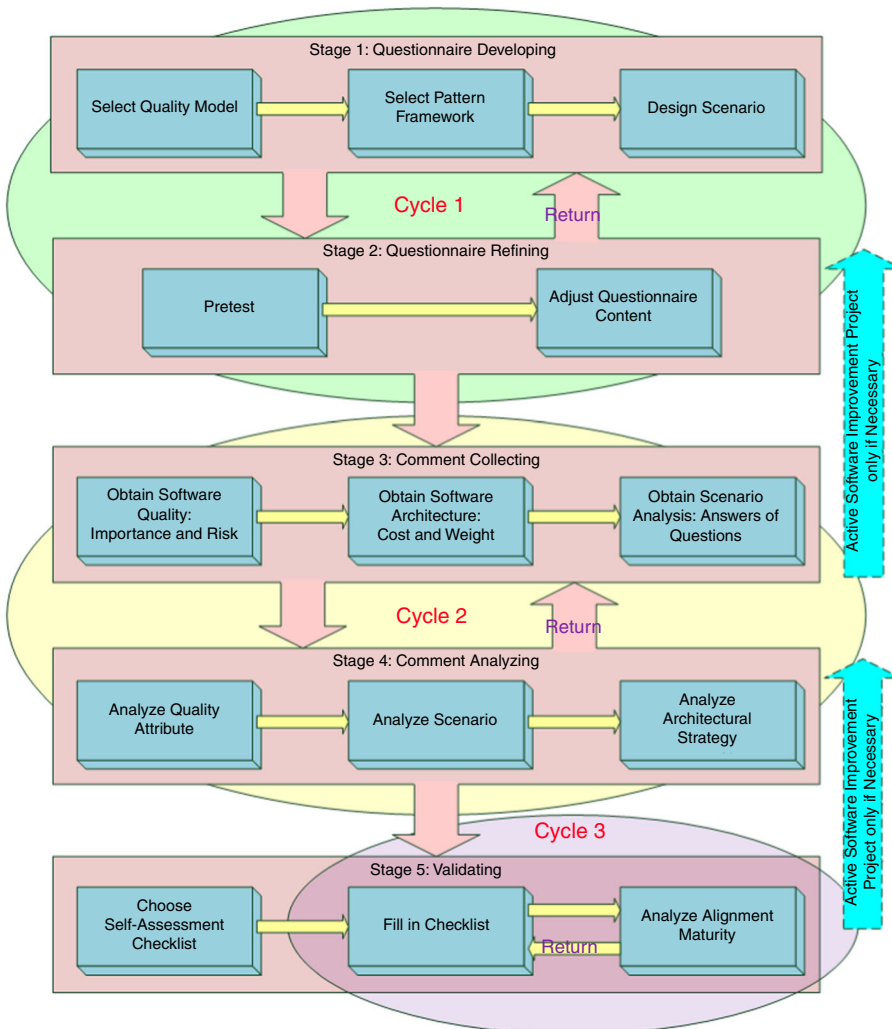 Stage 1: Questionnaire Developing
Select Quality Model
Select Pattern
Framework
Design Scenario
Cycle 1
Return
Stage 2: Questionnaire Refining
Pretest
Adjust Questionnaire
Content
Active Software Improvement Project
only if Necessary
Stage 3: Comment Collecting
Obtain Software
Quality:
Importance and Risk
Obtain Software
Architecture:
Cost and Weight
Obtain Scenario
Analysis: Answers of
Questions
Cycle 2
Return
Stage 4: Comment Analyzing
Analyze Quality
Attribute
Analyze Scenario
Analyze
Architectural
Strategy
Active Software Improvement
Project only if Necessary
Cycle 3
Stage 5: Validating
Choose
Self-Assessment
Checklist
Fill in Checklist
Analyze Alignment
Maturity
Return